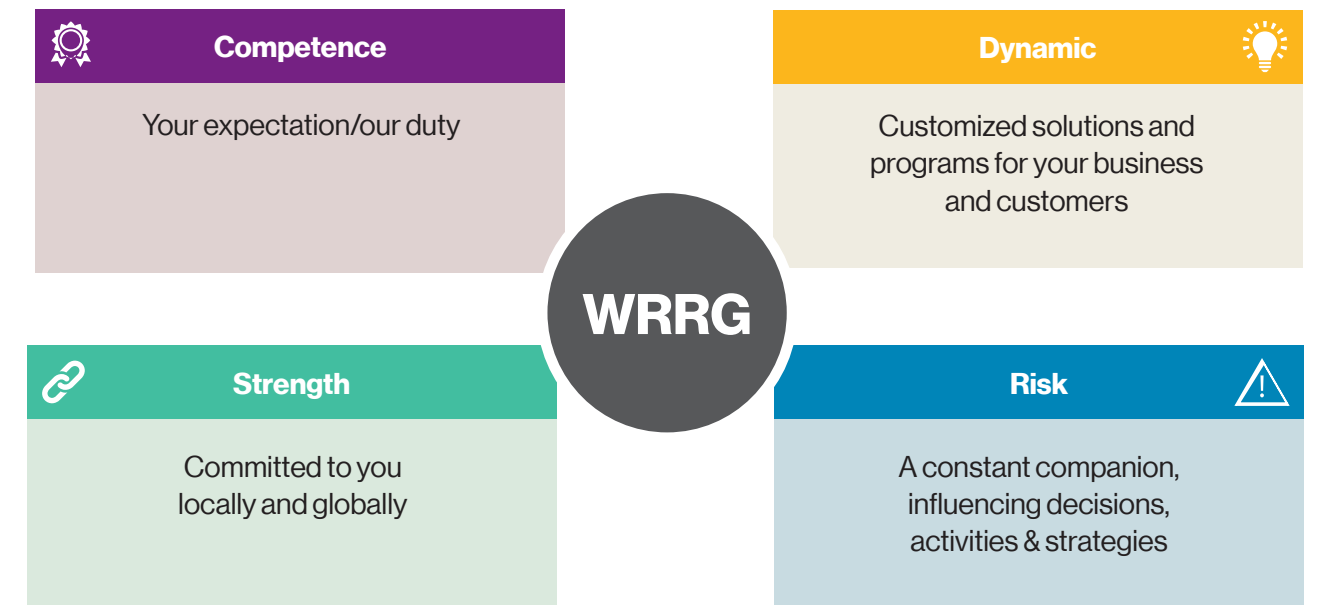 Competence
Your expectation/our duty
Dynamic
Customized solutions and
programs for your business
and customers
WRRG
Strength
Committed to you
locally and globally
Risk
A constant companion,
influencing decisions,
activities & strategies